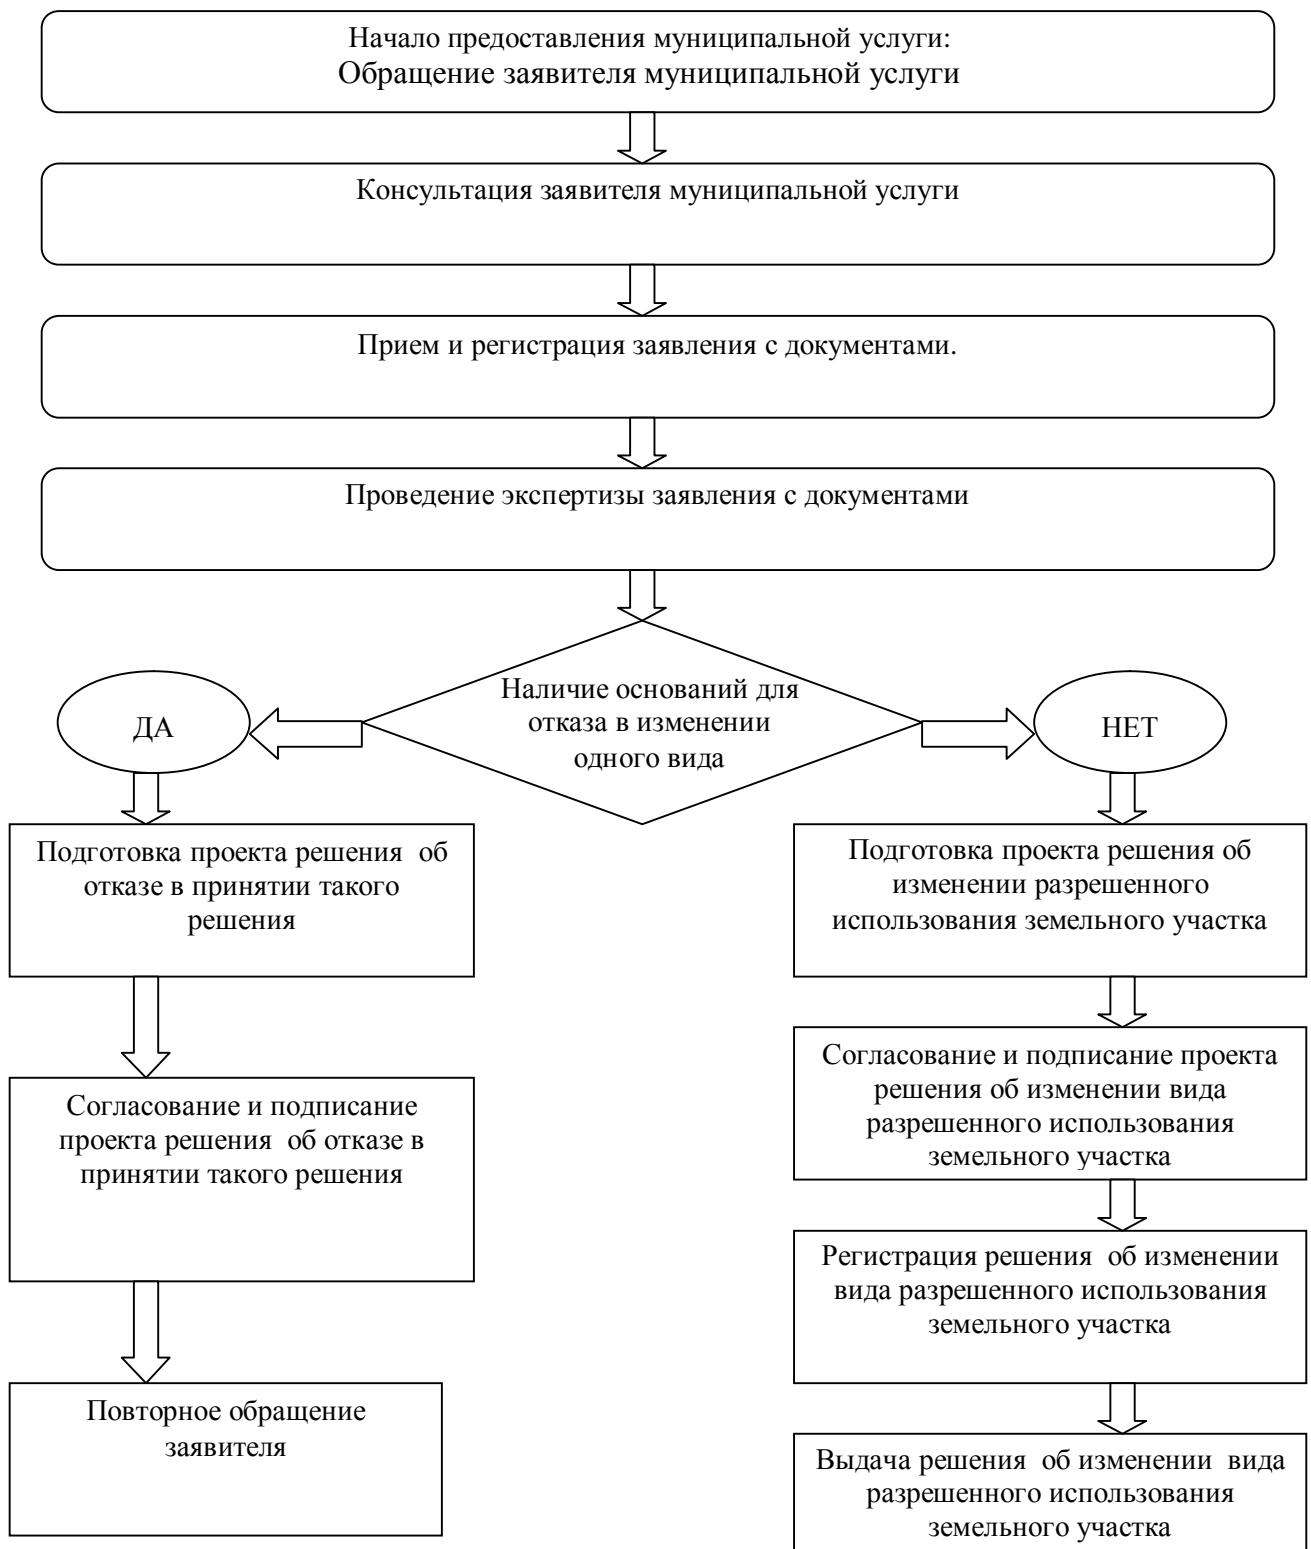 Начало предоставления муниципальной услуги:
Обращение заявителя муниципальной услуги
Консультация заявителя муниципальной услуги
Прием и регистрация заявления с документами.
Проведение экспертизы заявления с документами
Наличие оснований для
отказа в изменении
одного вида
ДА
НЕТ
Подготовка проекта решения об
отказе в принятии такого
решения
Согласование и подписание
проекта решения об отказе в
принятии такого решения
Повторное обращение
заявителя
Подготовка проекта решения об
изменении разрешенного
использования земельного участка
Согласование и подписание проекта
решения об изменении вида
разрешенного использования
земельного участка
Регистрация решения об изменении
вида разрешенного использования
земельного участка
Выдача решения об изменении вида
разрешенного использования
земельного участка